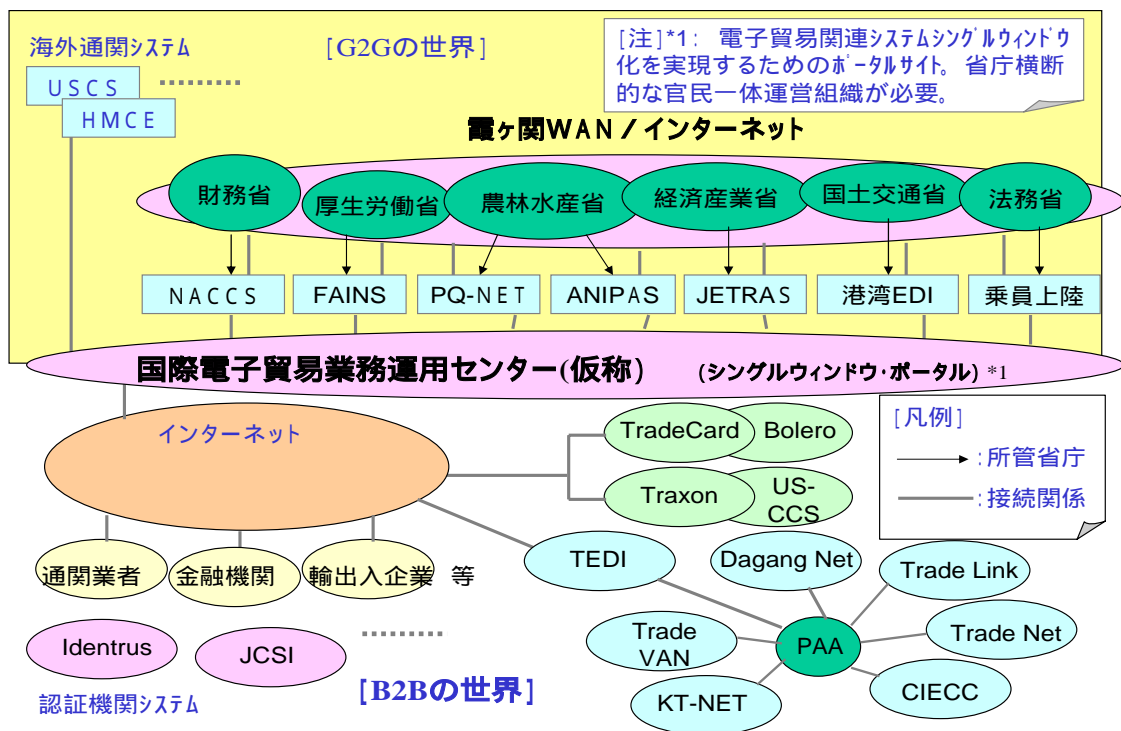 海外通関システム
[G2Gの世界]
[注]*1: 電子貿易関連システムシングルウィンドウ
化を実現するためのポータルサイト。省庁横断
的な官民一体運営組織が必要。
USCS
HMCE
霞ヶ関WAN/インターネット
財務省
厚生労働省
農林水産省
経済産業省
国土交通省
法務省
NACCS
FAINS
PQ-NET
ANIPAS
JETRAS
港湾EDI
乗員上陸
国際電子貿易業務運用センター(仮称) (シングルウィンドウ・ポータル) *1
インターネット
TradeCard
Bolero
Traxon
US-
CCS
[凡例]
:所管省庁
:接続関係
通関業者
金融機関
輸出入企業 等
TEDI
Dagang Net
Trade Link
Trade
VAN
PAA
Trade Net
KT-NET
CIECC
Identrus
JCSI
認証機関システム
[B2Bの世界]